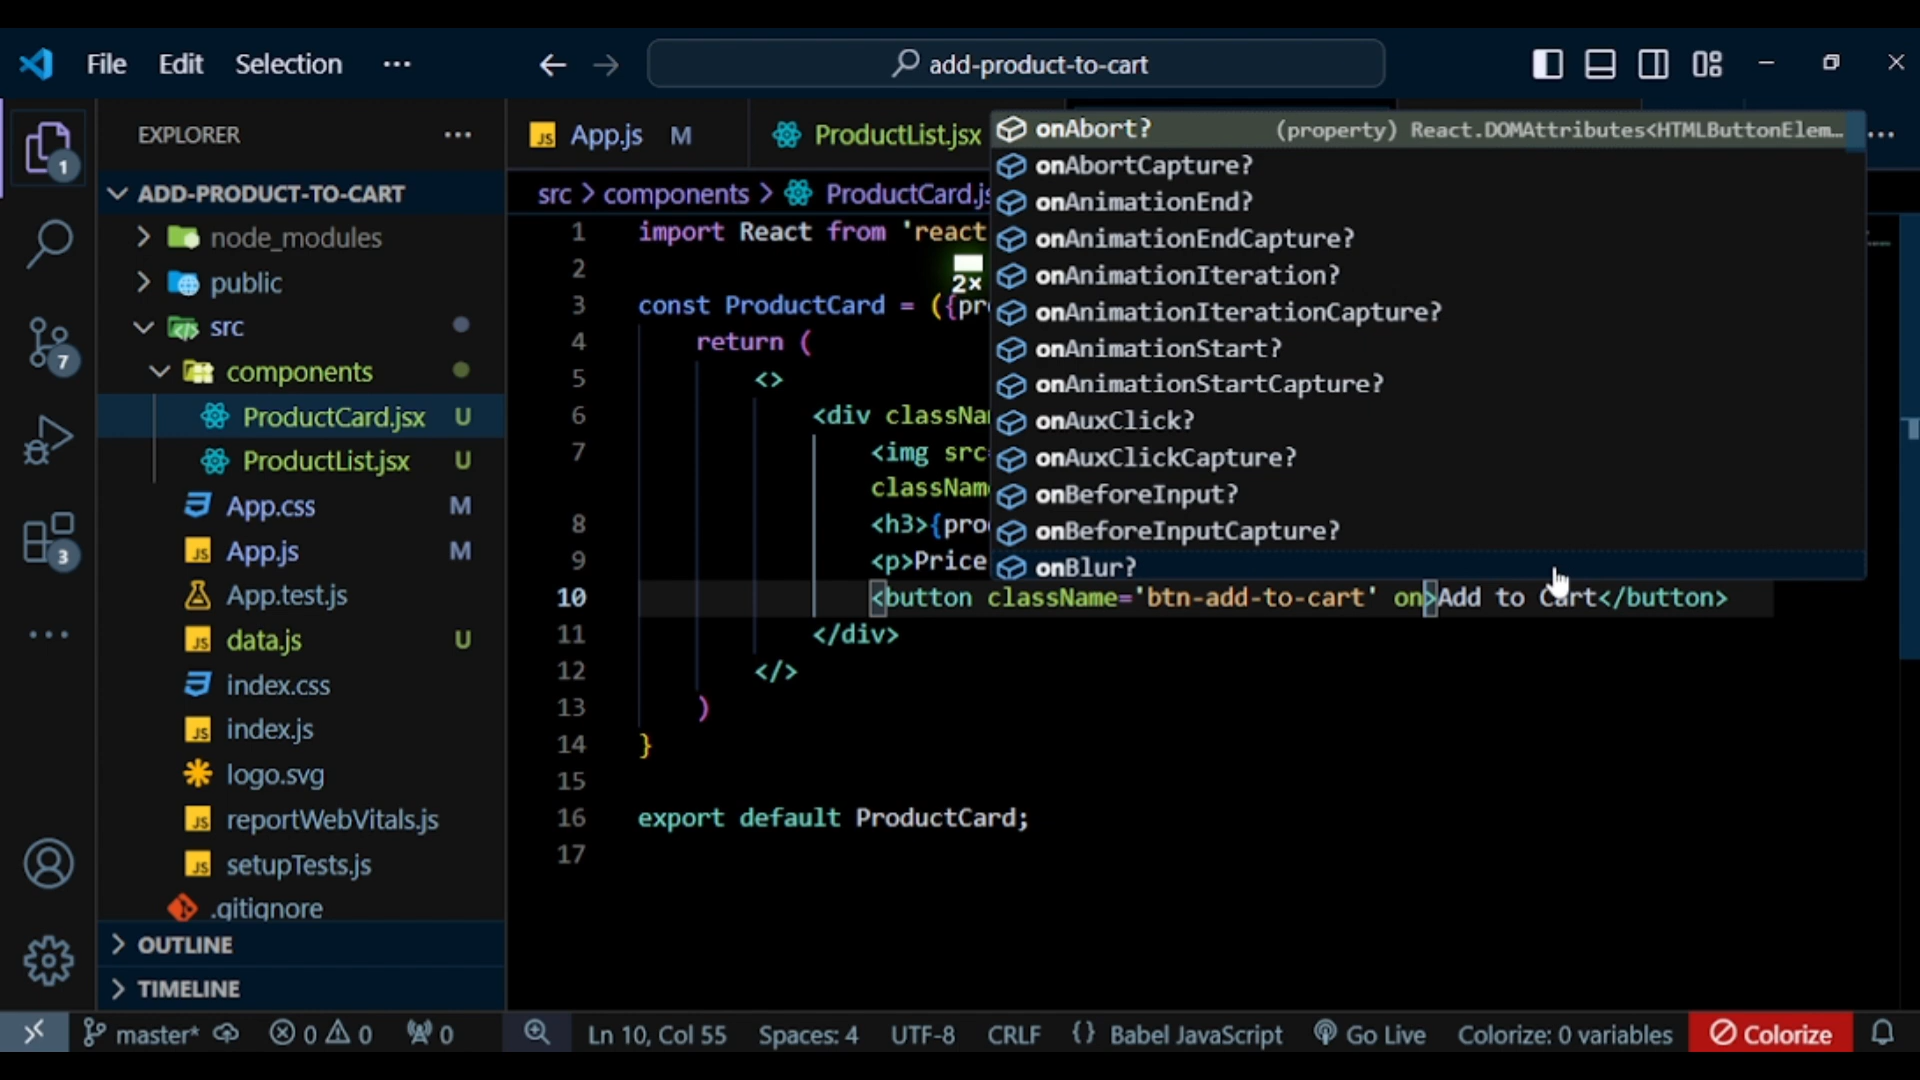 File Edit Selection ··· add-product-to-cart
EXPLORER ···
ADD-PRODUCT-TO-CART
node_modules
public
src
components
ProductCard.jsx U
ProductList.jsx U
App.css M
App.js M
App.test.js
data.js U
index.css
index.js
logo.svg
reportWebVitals.js
setupTests.js
.gitignore
OUTLINE
TIMELINE
1
7
3
App.js M ProductList.jsx ···
src > components > ProductCard.js
1 import React from 'react
2
3 const ProductCard = ({pr
4 return (
5 <>
6 <div classNa
7 <img src
classNam
8 <h3>{pro
9 <p>Price
10 <button className='btn-add-to-cart' on>Add to Cart</button>
11 </div>
12 </>
13 )
14 }
15
16 export default ProductCard;
17
2×
onAbort? (property) React.DOMAttributes<HTMLButtonElem…
onAbortCapture?
onAnimationEnd?
onAnimationEndCapture?
onAnimationIteration?
onAnimationIterationCapture?
onAnimationStart?
onAnimationStartCapture?
onAuxClick?
onAuxClickCapture?
onBeforeInput?
onBeforeInputCapture?
onBlur?
master* 0 0 0 Ln 10, Col 55 Spaces: 4 UTF-8 CRLF {} Babel JavaScript Go Live Colorize: 0 variables Colorize